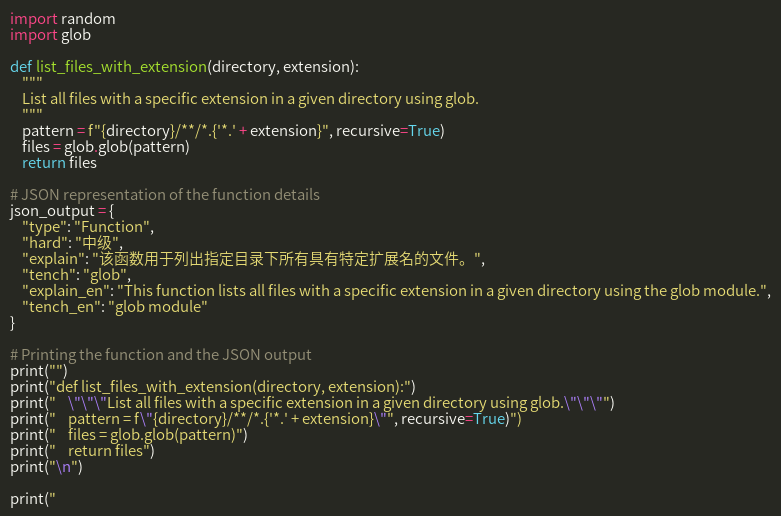 import random
import glob

def list_files_with_extension(directory, extension):
    """
    List all files with a specific extension in a given directory using glob.
    """
    pattern = f"{directory}/**/*.{'*.' + extension}", recursive=True)
    files = glob.glob(pattern)
    return files

# JSON representation of the function details
json_output = {
    "type": "Function",
    "hard": "中级",
    "explain": "该函数用于列出指定目录下所有具有特定扩展名的文件。",
    "tench": "glob",
    "explain_en": "This function lists all files with a specific extension in a given directory using the glob module.",
    "tench_en": "glob module"
}

# Printing the function and the JSON output
print("")
print("def list_files_with_extension(directory, extension):")
print("    \"\"\"List all files with a specific extension in a given directory using glob.\"\"\"")
print("    pattern = f\"{directory}/**/*.{'*.' + extension}\"", recursive=True)")
print("    files = glob.glob(pattern)")
print("    return files")
print("\n")

print("